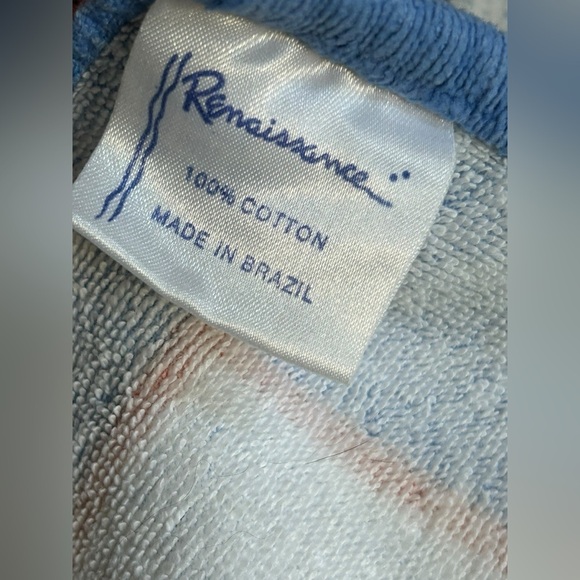 Renaissance
100% COTTON
MADE IN BRAZIL